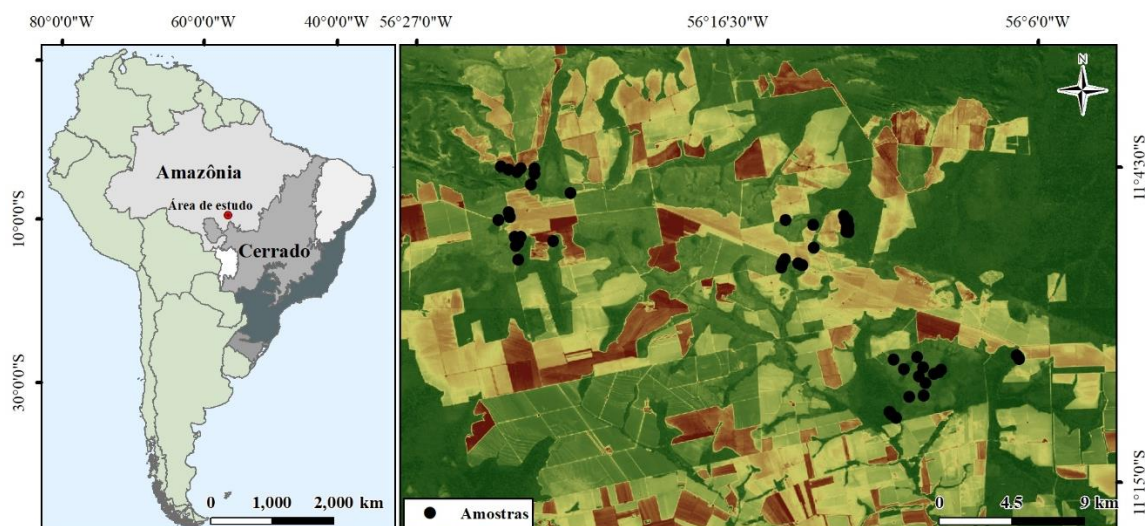 80°0'0"W 60°0'0"W 40°0'0"W
56°27'0"W 56°16'30"W 56°6'0"W
N
11°4'30"S
Amazônia
Área de estudo
10°0'0"S
Cerrado
30°0'0"S
11°15'0"S
0 1,000 2,000 km
Amostras
0 4.5 9 km